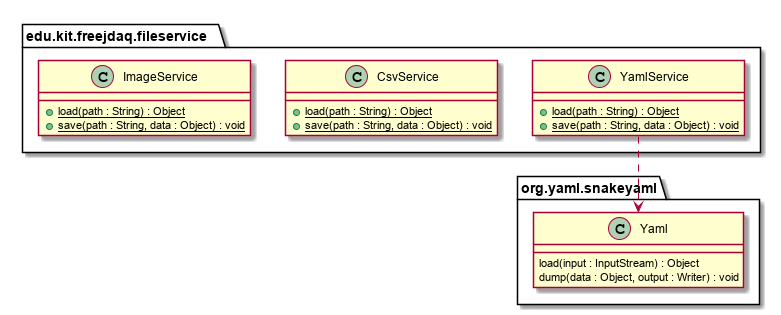 edu.kit.freejdaq.fileservice
C ImageService
load(path : String) : Object
save(path : String, data : Object) : void
C CsvService
load(path : String) : Object
save(path : String, data : Object) : void
C YamlService
load(path : String) : Object
save(path : String, data : Object) : void
org.yaml.snakeyaml
C Yaml
load(input : InputStream) : Object
dump(data : Object, output : Writer) : void